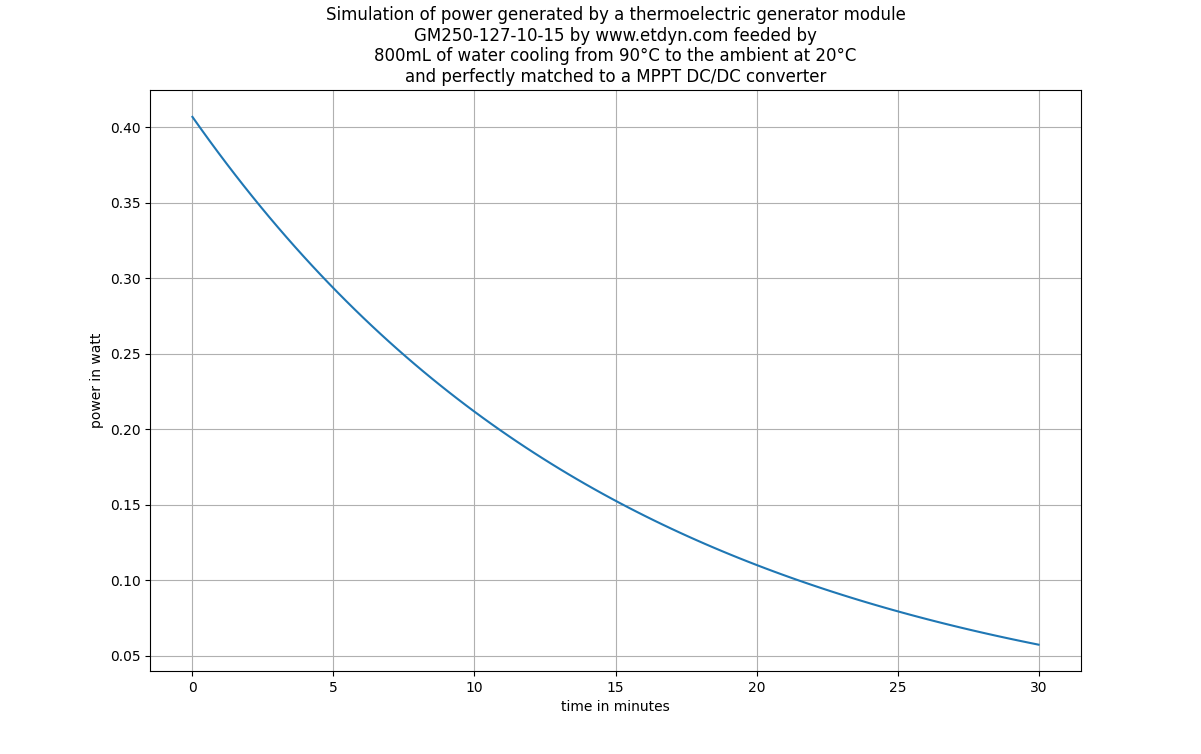 Simulation of power generated by a thermoelectric generator module
GM250-127-10-15 by www.etdyn.com feeded by
800mL of water cooling from 90°C to the ambient at 20°C
and perfectly matched to a MPPT DC/DC converter
0.40
0.35
0.30
0.25
0.20
0.15
0.10
0.05
power in watt
0 5 10 15 20 25 30
time in minutes